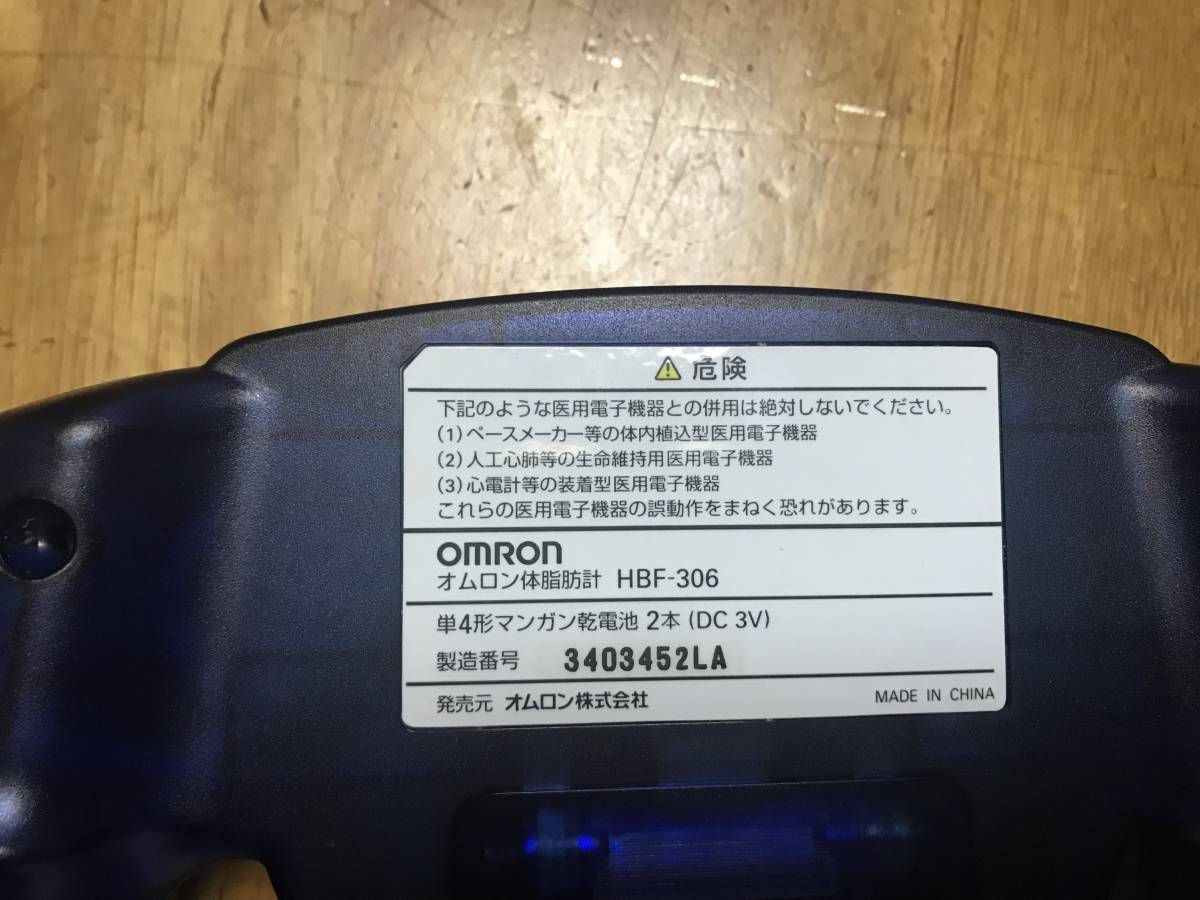 ⚠ 危険
下記のような医用電子機器との併用は絶対しないでください。
(1)ペースメーカー等の体内植込型医用電子機器
(2)人工心肺等の生命維持用医用電子機器
(3)心電計等の装着型医用電子機器
これらの医用電子機器の誤動作をまねく恐れがあります。
OMRON
オムロン体脂肪計 HBF-306
単4形マンガン乾電池 2本 (DC 3V)
製造番号 3403452LA
発売元 オムロン株式会社 MADE IN CHINA